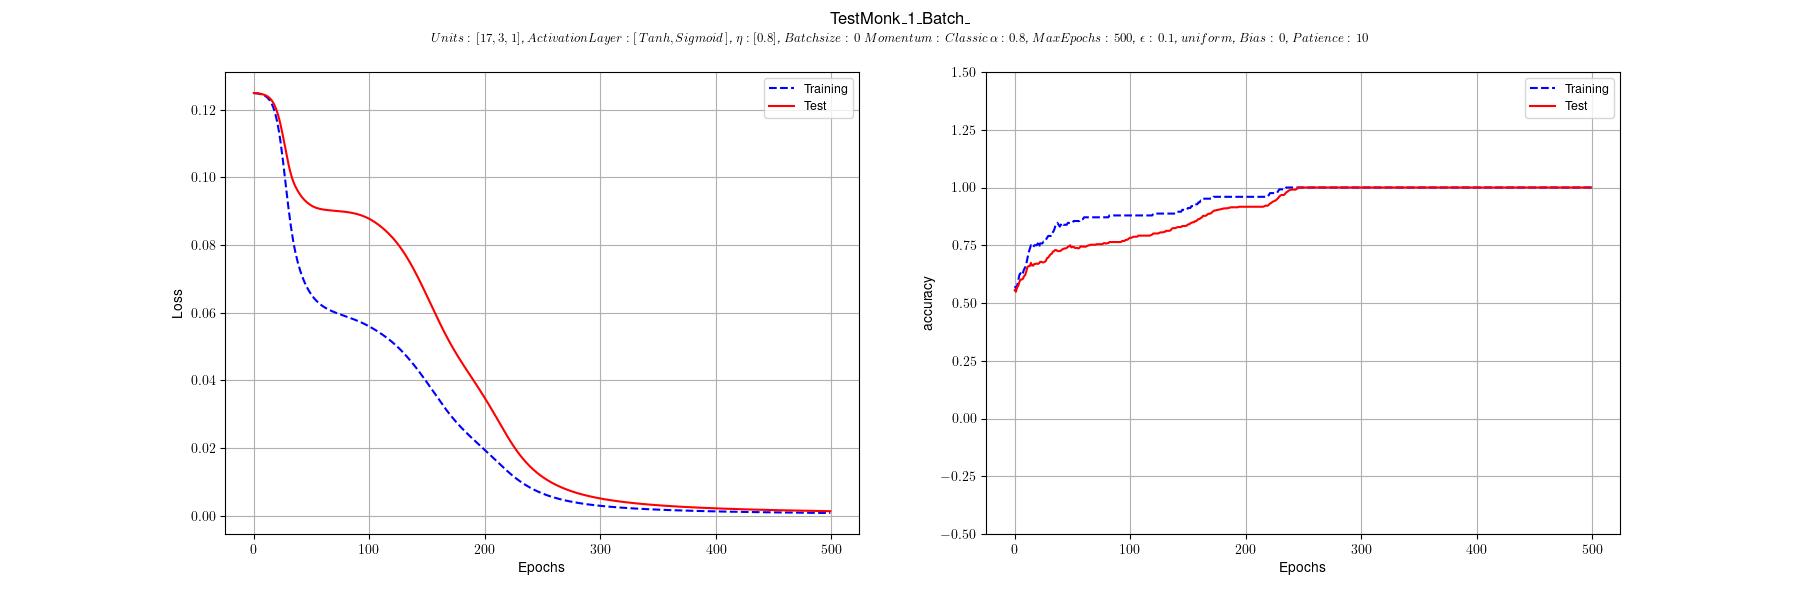 TestMonk_1_Batch_
Units : [17, 3, 1], ActivationLayer : [Tanh, Sigmoid], η : [0.8], Batchsize : 0 Momentum : Classic α : 0.8, MaxEpochs : 500, ϵ : 0.1, uniform, Bias : 0, Patience : 10
Training
Test
0.12
0.10
0.08
0.06
0.04
0.02
0.00
Loss
0 100 200 300 400 500
Epochs
Training
Test
1.50
1.25
1.00
0.75
0.50
0.25
0.00
−0.25
−0.50
accuracy
0 100 200 300 400 500
Epochs